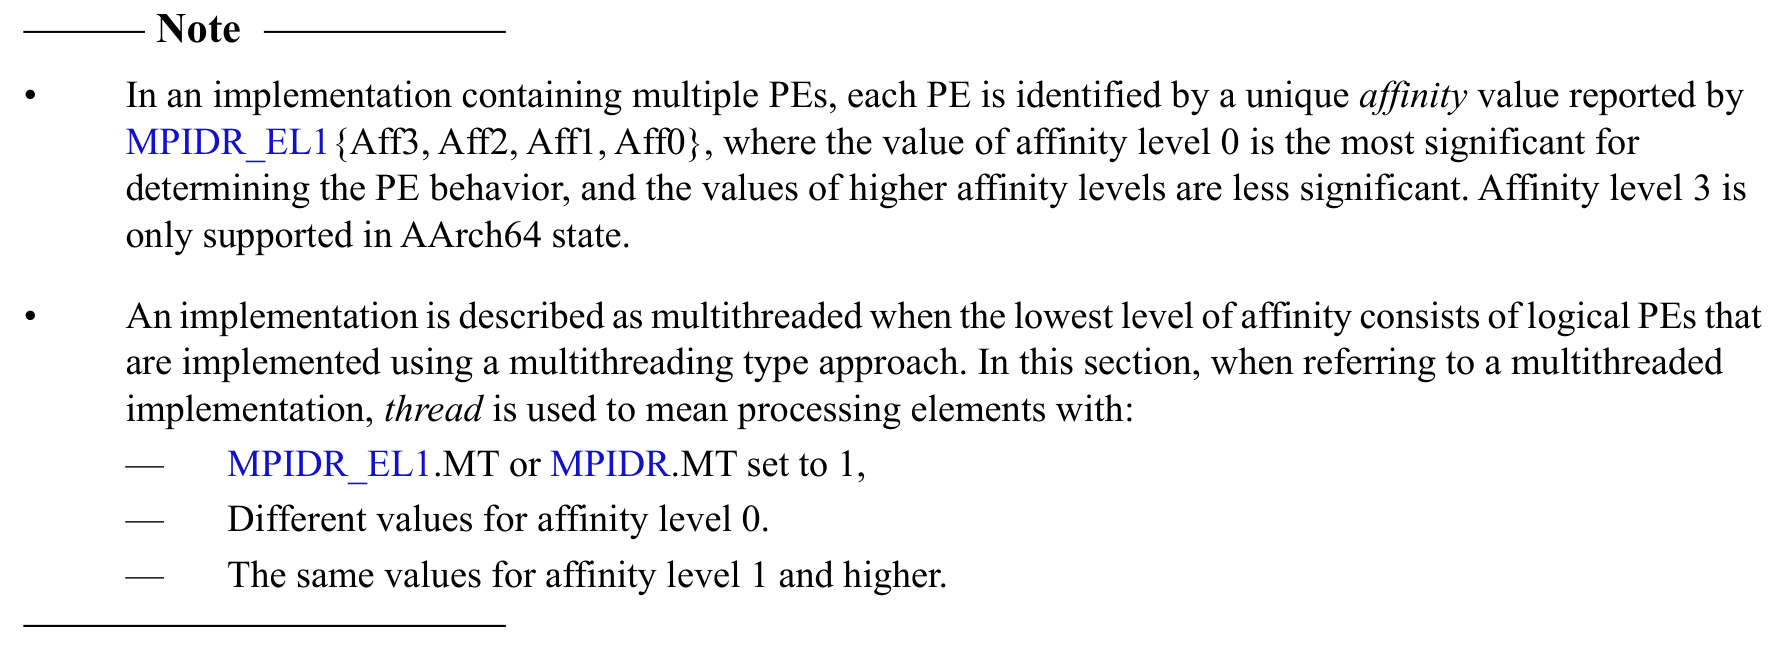 Note
• In an implementation containing multiple PEs, each PE is identified by a unique affinity value reported by
MPIDR_EL1{Aff3, Aff2, Aff1, Aff0}, where the value of affinity level 0 is the most significant for
determining the PE behavior, and the values of higher affinity levels are less significant. Affinity level 3 is
only supported in AArch64 state.
• An implementation is described as multithreaded when the lowest level of affinity consists of logical PEs that
are implemented using a multithreading type approach. In this section, when referring to a multithreaded
implementation, thread is used to mean processing elements with:
— MPIDR_EL1.MT or MPIDR.MT set to 1,
— Different values for affinity level 0.
— The same values for affinity level 1 and higher.